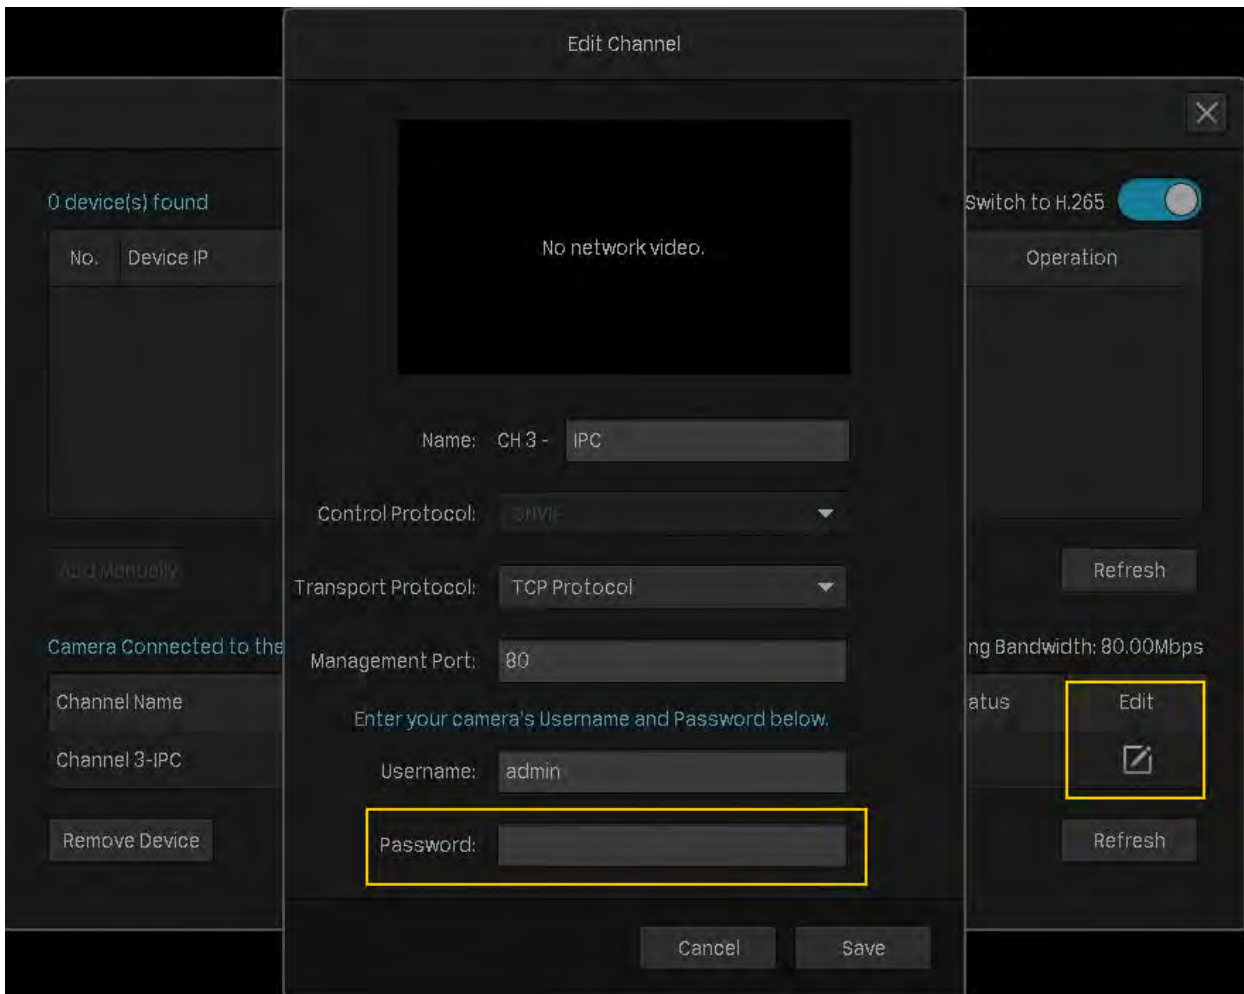 Edit Channel
0 device(s) found
Switch to H.265
No. Device IP
Operation
No network video.
Name: CH 3 - IPC
Control Protocol: ONVIF
Add Manually
Refresh
Transport Protocol: TCP Protocol
Camera Connected to the
ng Bandwidth: 80.00Mbps
Management Port: 80
Channel Name
atus
Edit
Enter your camera's Username and Password below.
Channel 3-IPC
Username: admin
Remove Device
Password:
Refresh
Cancel
Save